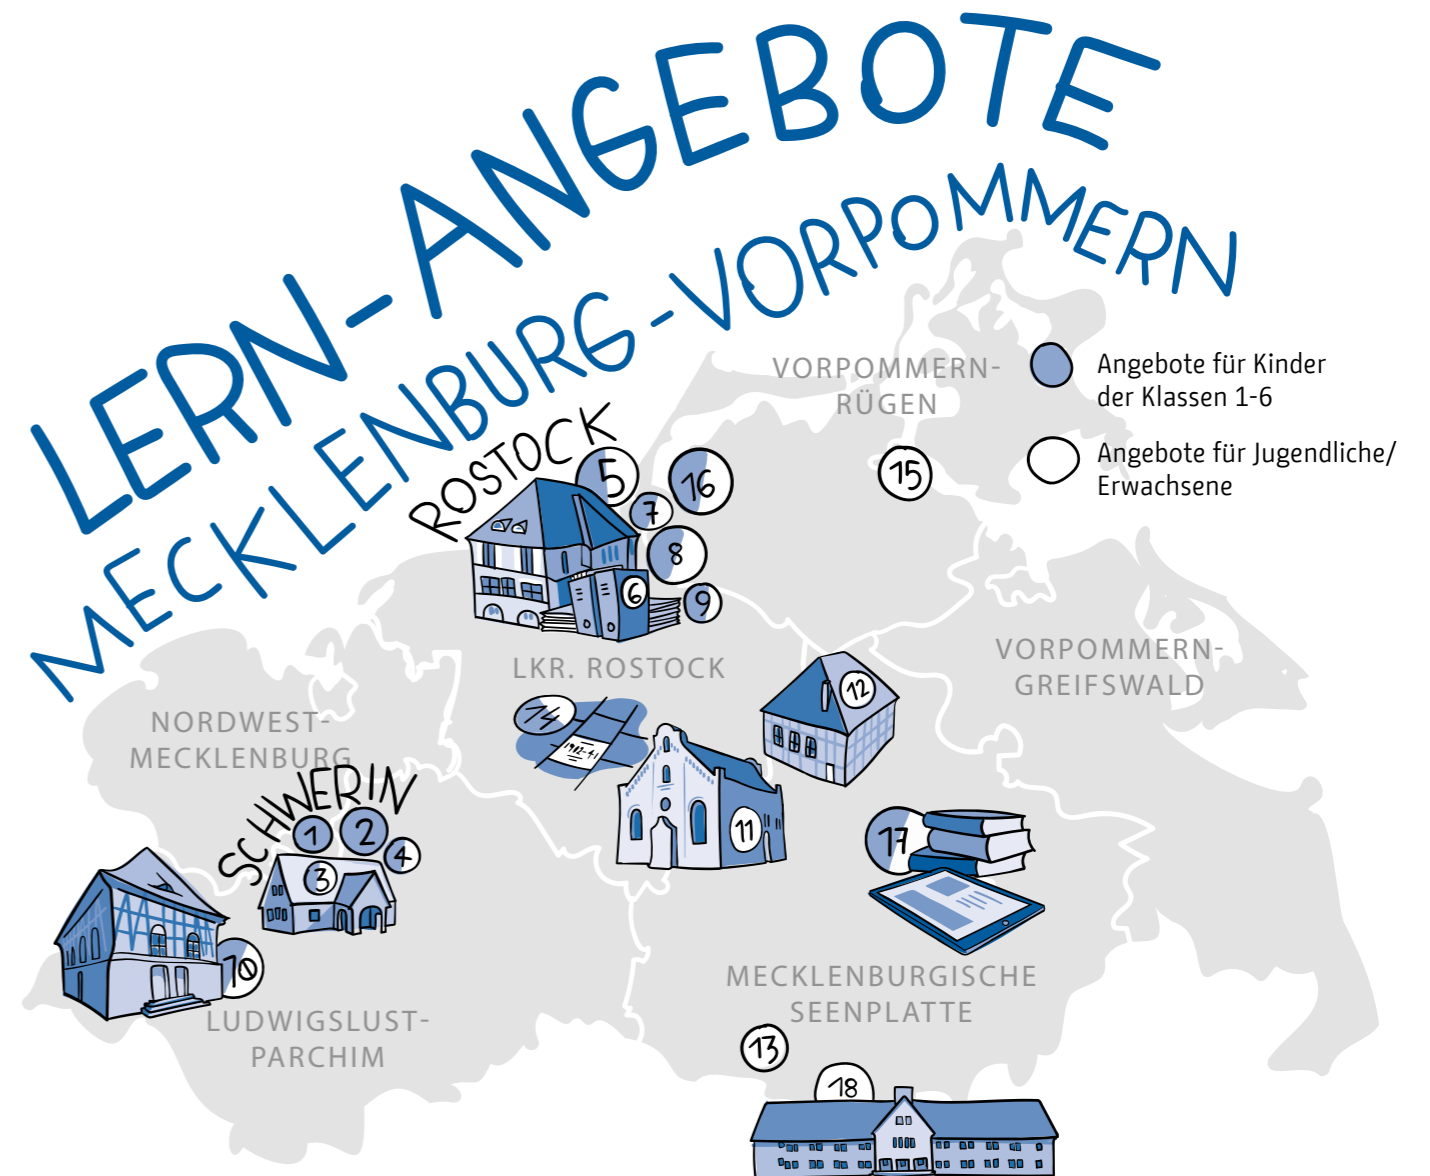 LERN-ANGEBOTE
MECKLENBURG-VORPOMMERN
VORPOMMERN-
RÜGEN
Angebote für Kinder
der Klassen 1-6
Angebote für Jugendliche/
Erwachsene
ROSTOCK
5
16
7
15
8
6
9
LKR. ROSTOCK
VORPOMMERN-
GREIFSWALD
12
14
NORDWEST-
MECKLENBURG
11
SCHWERIN
1
2
4
3
17
10
MECKLENBURGISCHE
SEENPLATTE
LUDWIGSLUST-
PARCHIM
13
18